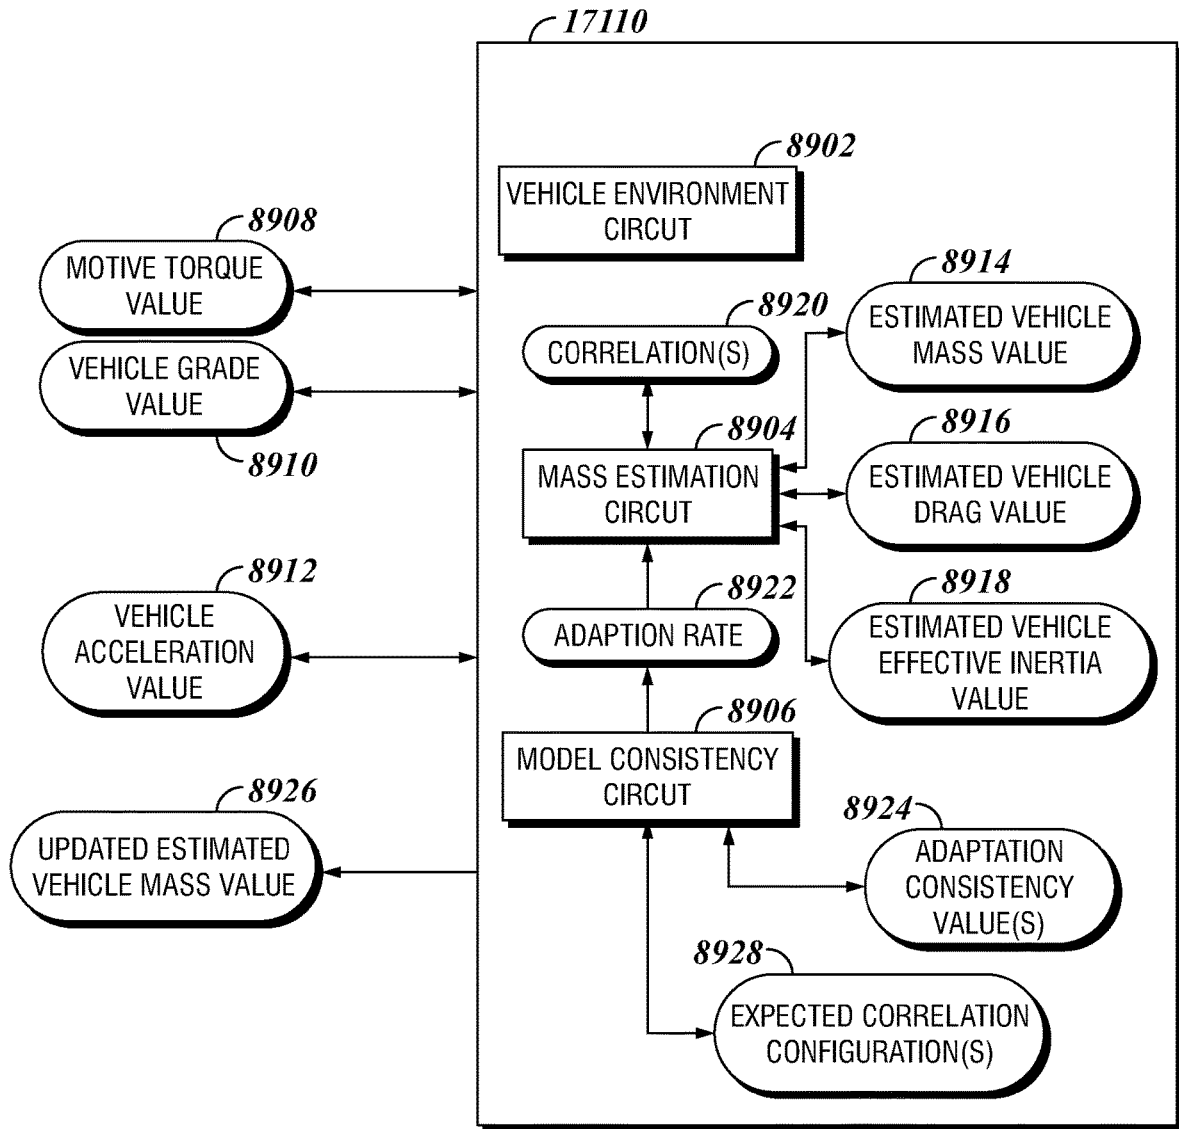 17110
8902
VEHICLE ENVIRONMENT
CIRCUT
8908
MOTIVE TORQUE
VALUE
VEHICLE GRADE
VALUE
8910
8920
CORRELATION(S)
8914
ESTIMATED VEHICLE
MASS VALUE
8904
MASS ESTIMATION
CIRCUT
8916
ESTIMATED VEHICLE
DRAG VALUE
8912
VEHICLE
ACCELERATION
VALUE
8922
ADAPTION RATE
8918
ESTIMATED VEHICLE
EFFECTIVE INERTIA
VALUE
8906
MODEL CONSISTENCY
CIRCUT
8926
UPDATED ESTIMATED
VEHICLE MASS VALUE
8924
ADAPTATION
CONSISTENCY
VALUE(S)
8928
EXPECTED CORRELATION
CONFIGURATION(S)